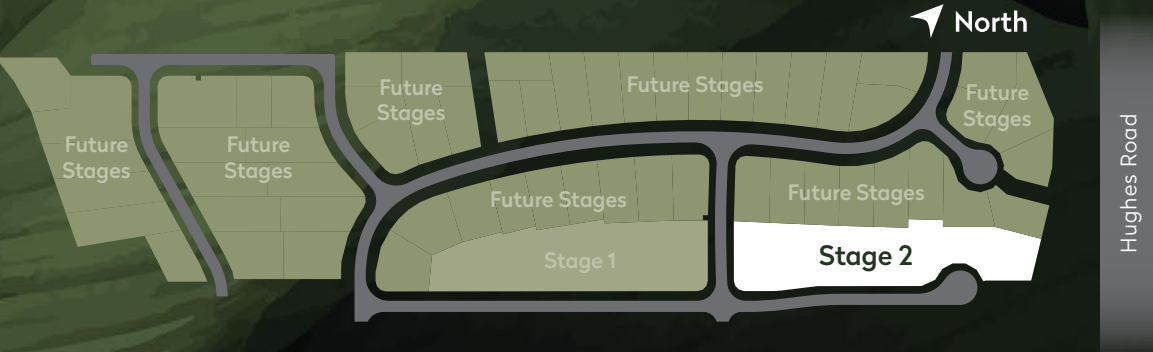 North
Future
Stages
Future Stages
Future
Stages
Future
Stages
Future
Stages
Future Stages
Future Stages
Stage 1
Stage 2
Hughes Road